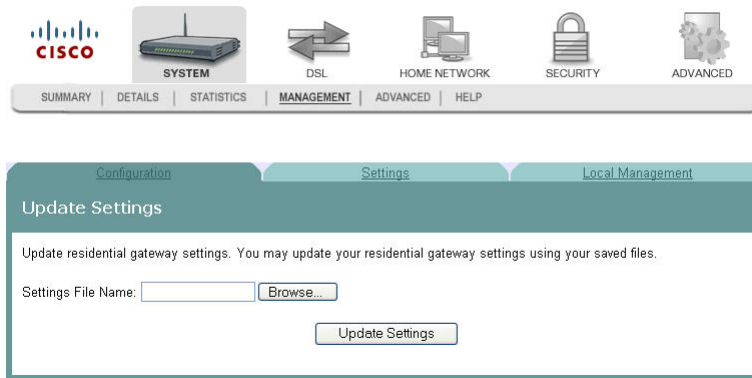 CISCO
SYSTEM
DSL
HOME NETWORK
SECURITY
ADVANCED
SUMMARY | DETAILS | STATISTICS | MANAGEMENT | ADVANCED | HELP
Configuration
Settings
Local Management
Update Settings
Update residential gateway settings. You may update your residential gateway settings using your saved files.
Settings File Name: Browse...
Update Settings